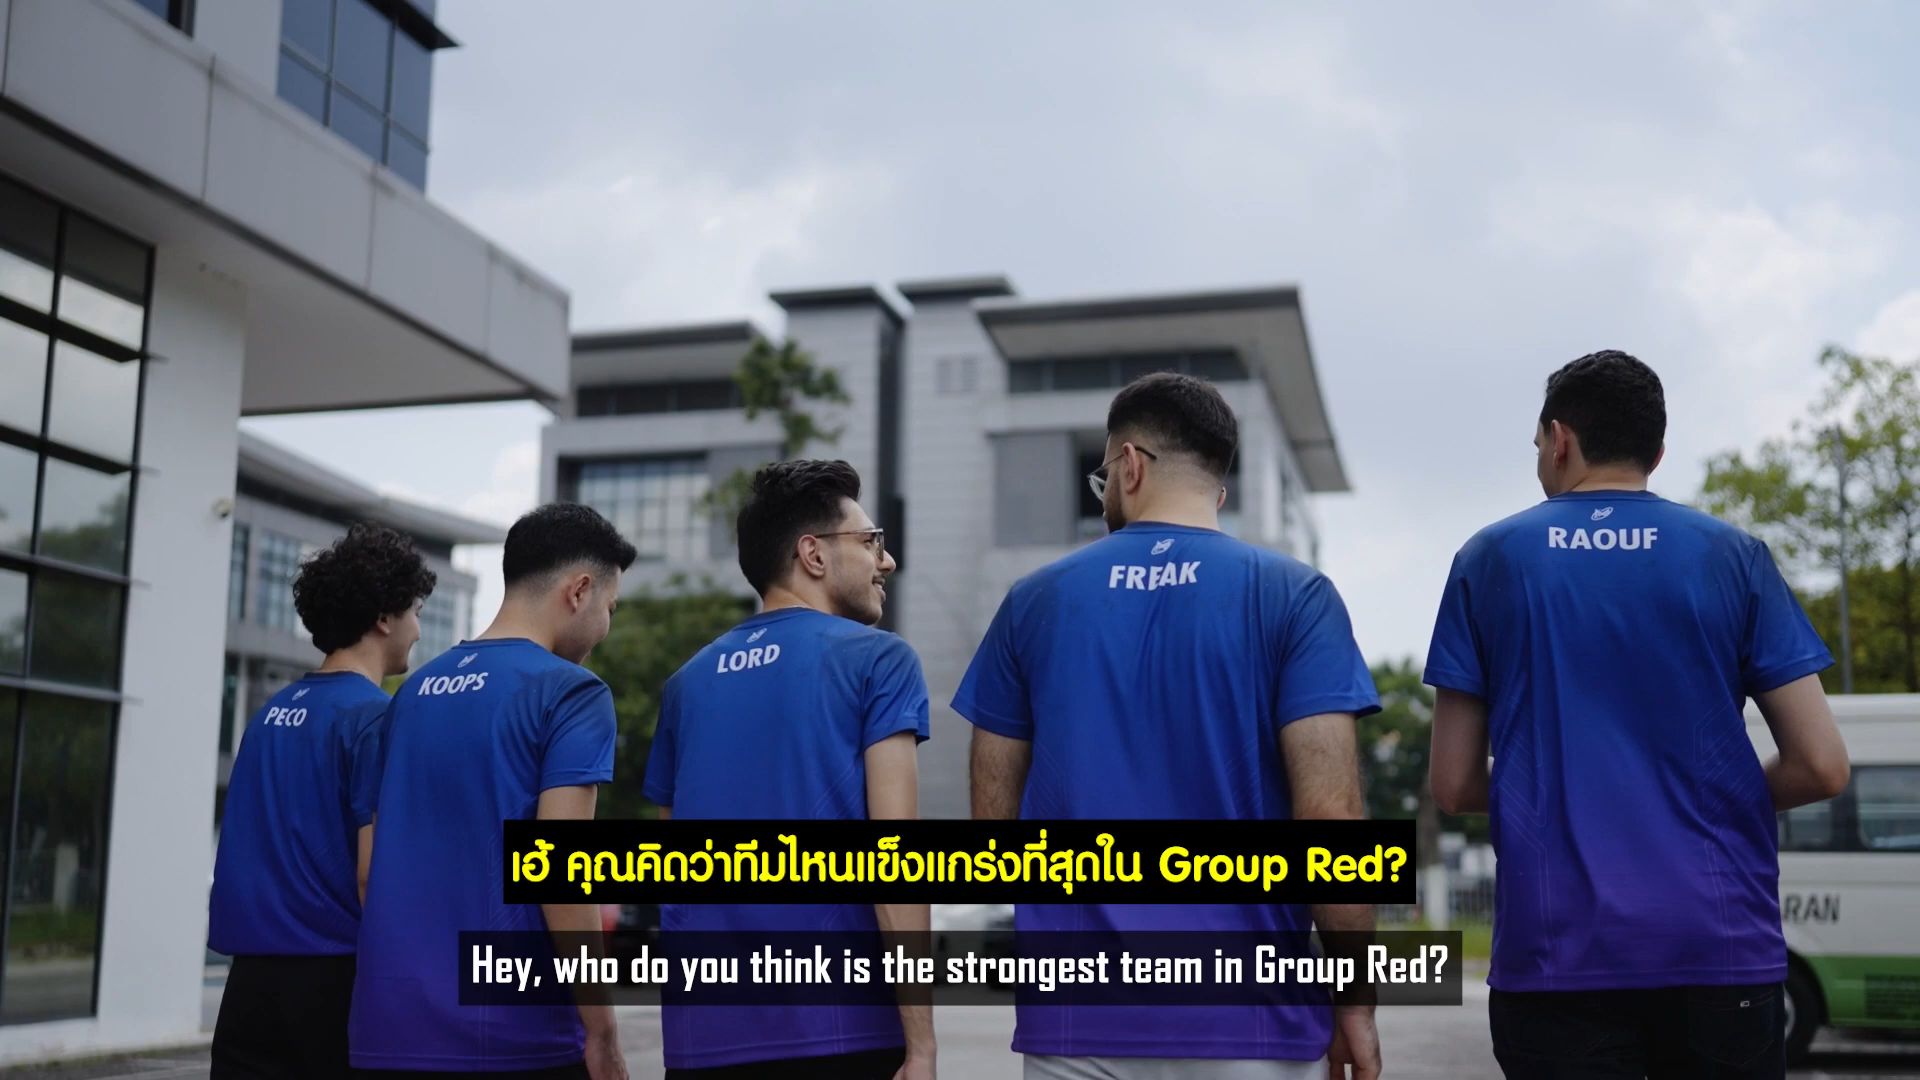 PECO
KOOPS
LORD
FREAK
RAOUF
RAN
เฮ้ คุณคิดว่าทีมไหนแข็งแกร่งที่สุดใน Group Red?
Hey, who do you think is the strongest team in Group Red?